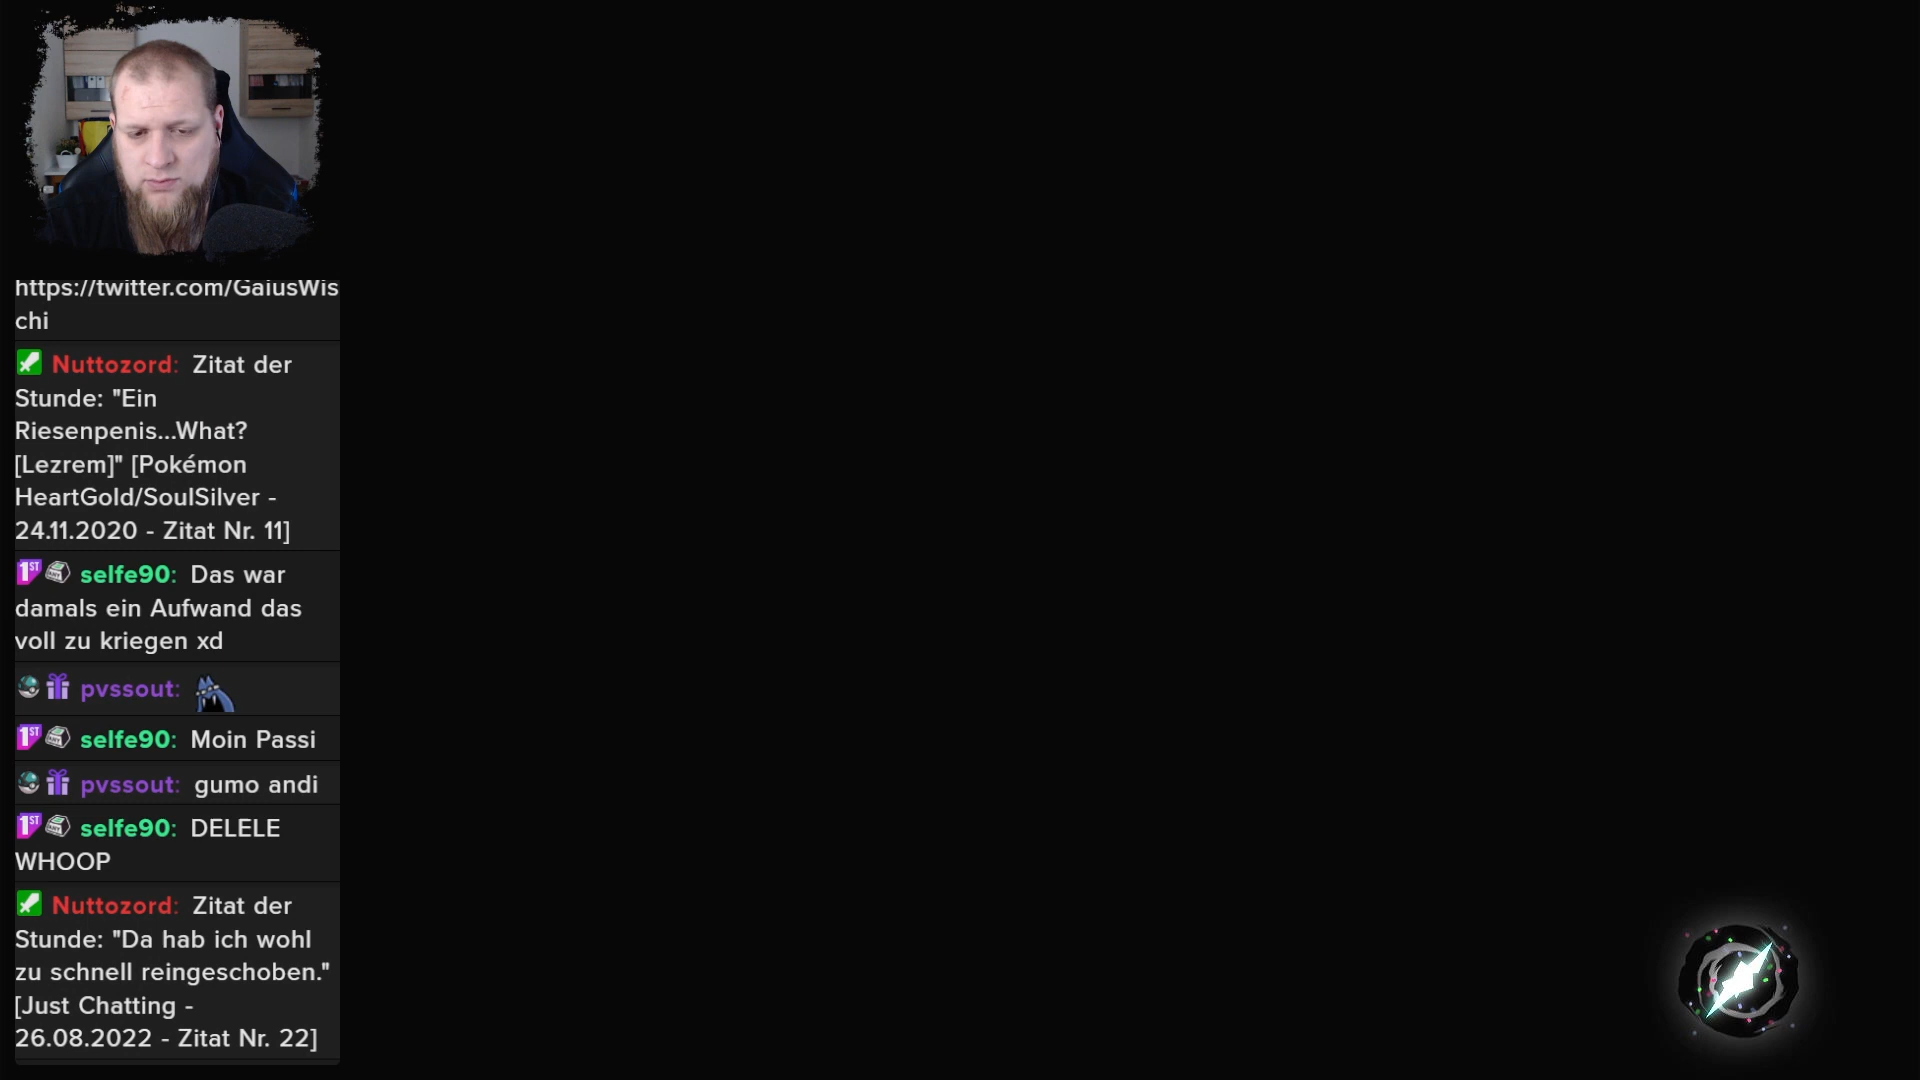 https://twitter.com/GaiusWis
chi
Nuttozord: Zitat der
Stunde: "Ein
Riesenpenis...What?
[Lezrem]" [Pokémon
HeartGold/SoulSilver -
24.11.2020 - Zitat Nr. 11]
1ST selfe90: Das war
damals ein Aufwand das
voll zu kriegen xd
pvssout:
1ST selfe90: Moin Passi
pvssout: gumo andi
1ST selfe90: DELELE
WHOOP
Nuttozord: Zitat der
Stunde: "Da hab ich wohl
zu schnell reingeschoben."
[Just Chatting -
26.08.2022 - Zitat Nr. 22]